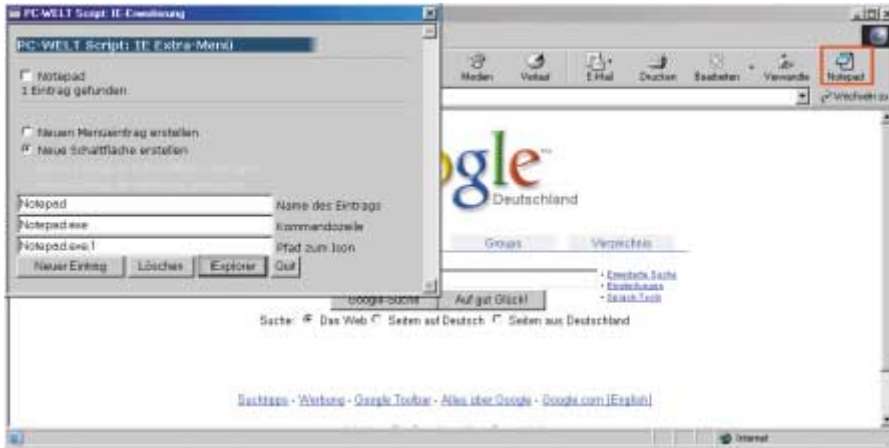 PC-WELT Script: IE-Erweiterung
PC-WELT Script: IE Extra-Menü
Notepad
1 Eintrag gefunden
Neuen Menüeintrag erstellen
Neue Schaltfläche erstellen
Notepad Name des Eintrags
Notepad.exe Kommandozeile
Notepad.exe,1 Pfad zum Icon
Neuer Eintrag Löschen Explorer Quit
Medien Verlauf E-Mail Drucken Bearbeiten Verwandte Notepad
Wechseln zu
ogle
Deutschland
Groups Verzeichnis
• Erweiterte Suche
• Einstellungen
• Sprach-Tools
Google-Suche Auf gut Glück!
Suche: Das Web Seiten auf Deutsch Seiten aus Deutschland
Suchtipps - Werbung - Google Toolbar - Alles über Google - Google.com [English]
Internet